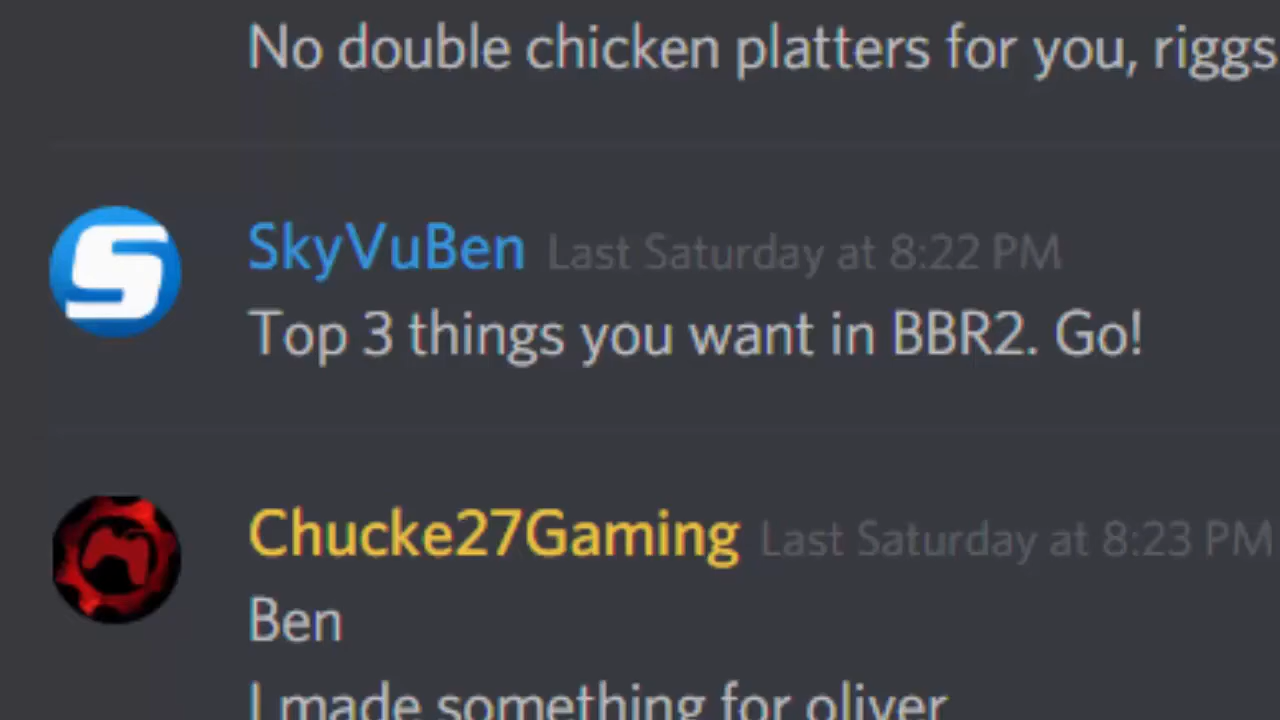 No double chicken platters for you, riggs
SkyVuBen Last Saturday at 8:22 PM
Top 3 things you want in BBR2. Go!
Chucke27Gaming Last Saturday at 8:23 PM
Ben
I made something for oliver